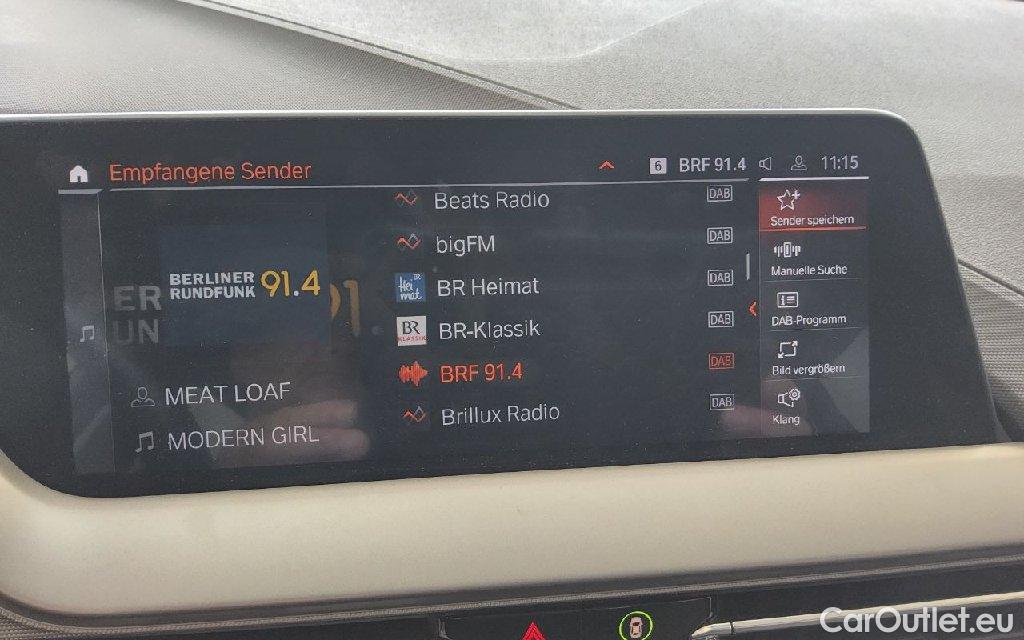 Empfangene Sender
6 BRF 91.4 11:15
BERLINER
RUNDFUNK 91.4
MEAT LOAF
MODERN GIRL
Beats Radio DAB
bigFM DAB
BR Heimat DAB
BR-Klassik DAB
BRF 91.4 DAB
Brillux Radio DAB
Sender speichern
Manuelle Suche
DAB-Programm
Bild vergrößern
Klang
CarOutlet.eu